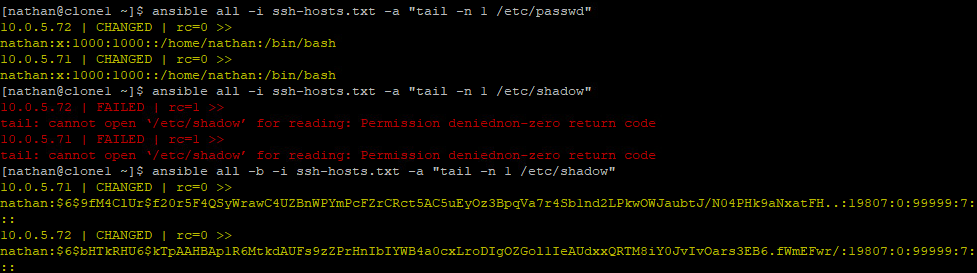 [nathan@clone1 ~]$ ansible all -i ssh-hosts.txt -a "tail -n 1 /etc/passwd"
10.0.5.72 | CHANGED | rc=0 >>
nathan:x:1000:1000::/home/nathan:/bin/bash
10.0.5.71 | CHANGED | rc=0 >>
nathan:x:1000:1000::/home/nathan:/bin/bash
[nathan@clone1 ~]$ ansible all -i ssh-hosts.txt -a "tail -n 1 /etc/shadow"
10.0.5.72 | FAILED | rc=1 >>
tail: cannot open ‘/etc/shadow’ for reading: Permission deniednon-zero return code
10.0.5.71 | FAILED | rc=1 >>
tail: cannot open ‘/etc/shadow’ for reading: Permission deniednon-zero return code
[nathan@clone1 ~]$ ansible all -b -i ssh-hosts.txt -a "tail -n 1 /etc/shadow"
10.0.5.71 | CHANGED | rc=0 >>
nathan:$6$9fM4ClUr$f20r5F4QSyWrawC4UZBnWPYmPcFZrCRct5AC5uEyOz3BpqVa7r4Sb1nd2LPkwOWJaubtJ/N04PHk9aNxatFH..:19807:0:99999:7:
::
10.0.5.72 | CHANGED | rc=0 >>
nathan:$6$bHTkRHU6$kTpAAHBAplR6MtkdAUFs9zZPrHnIbIYWB4a0cxLroDIgOZGollIeAUdxxQRTM8iY0JvIvOars3EB6.fWmEFwr/:19807:0:99999:7:
::